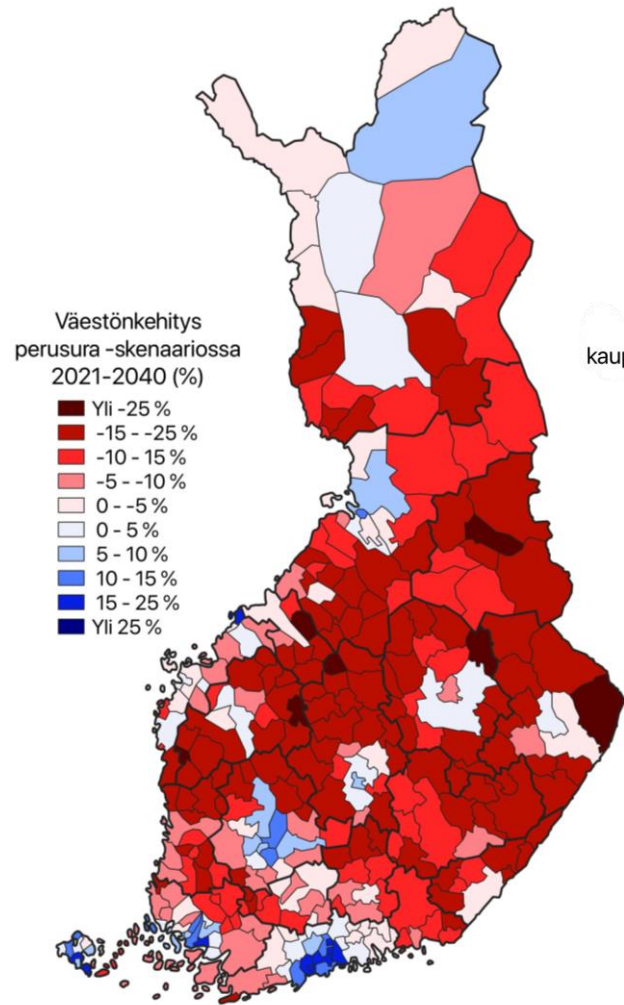 Väestönkehitys
perusura -skenaariossa
2021-2040 (%)
Yli -25 %
-15 - -25 %
-10 - 15 %
-5 - -10 %
0 - -5 %
0 - 5 %
5 - 10 %
10 - 15 %
15 - 25 %
Yli 25 %
kaup